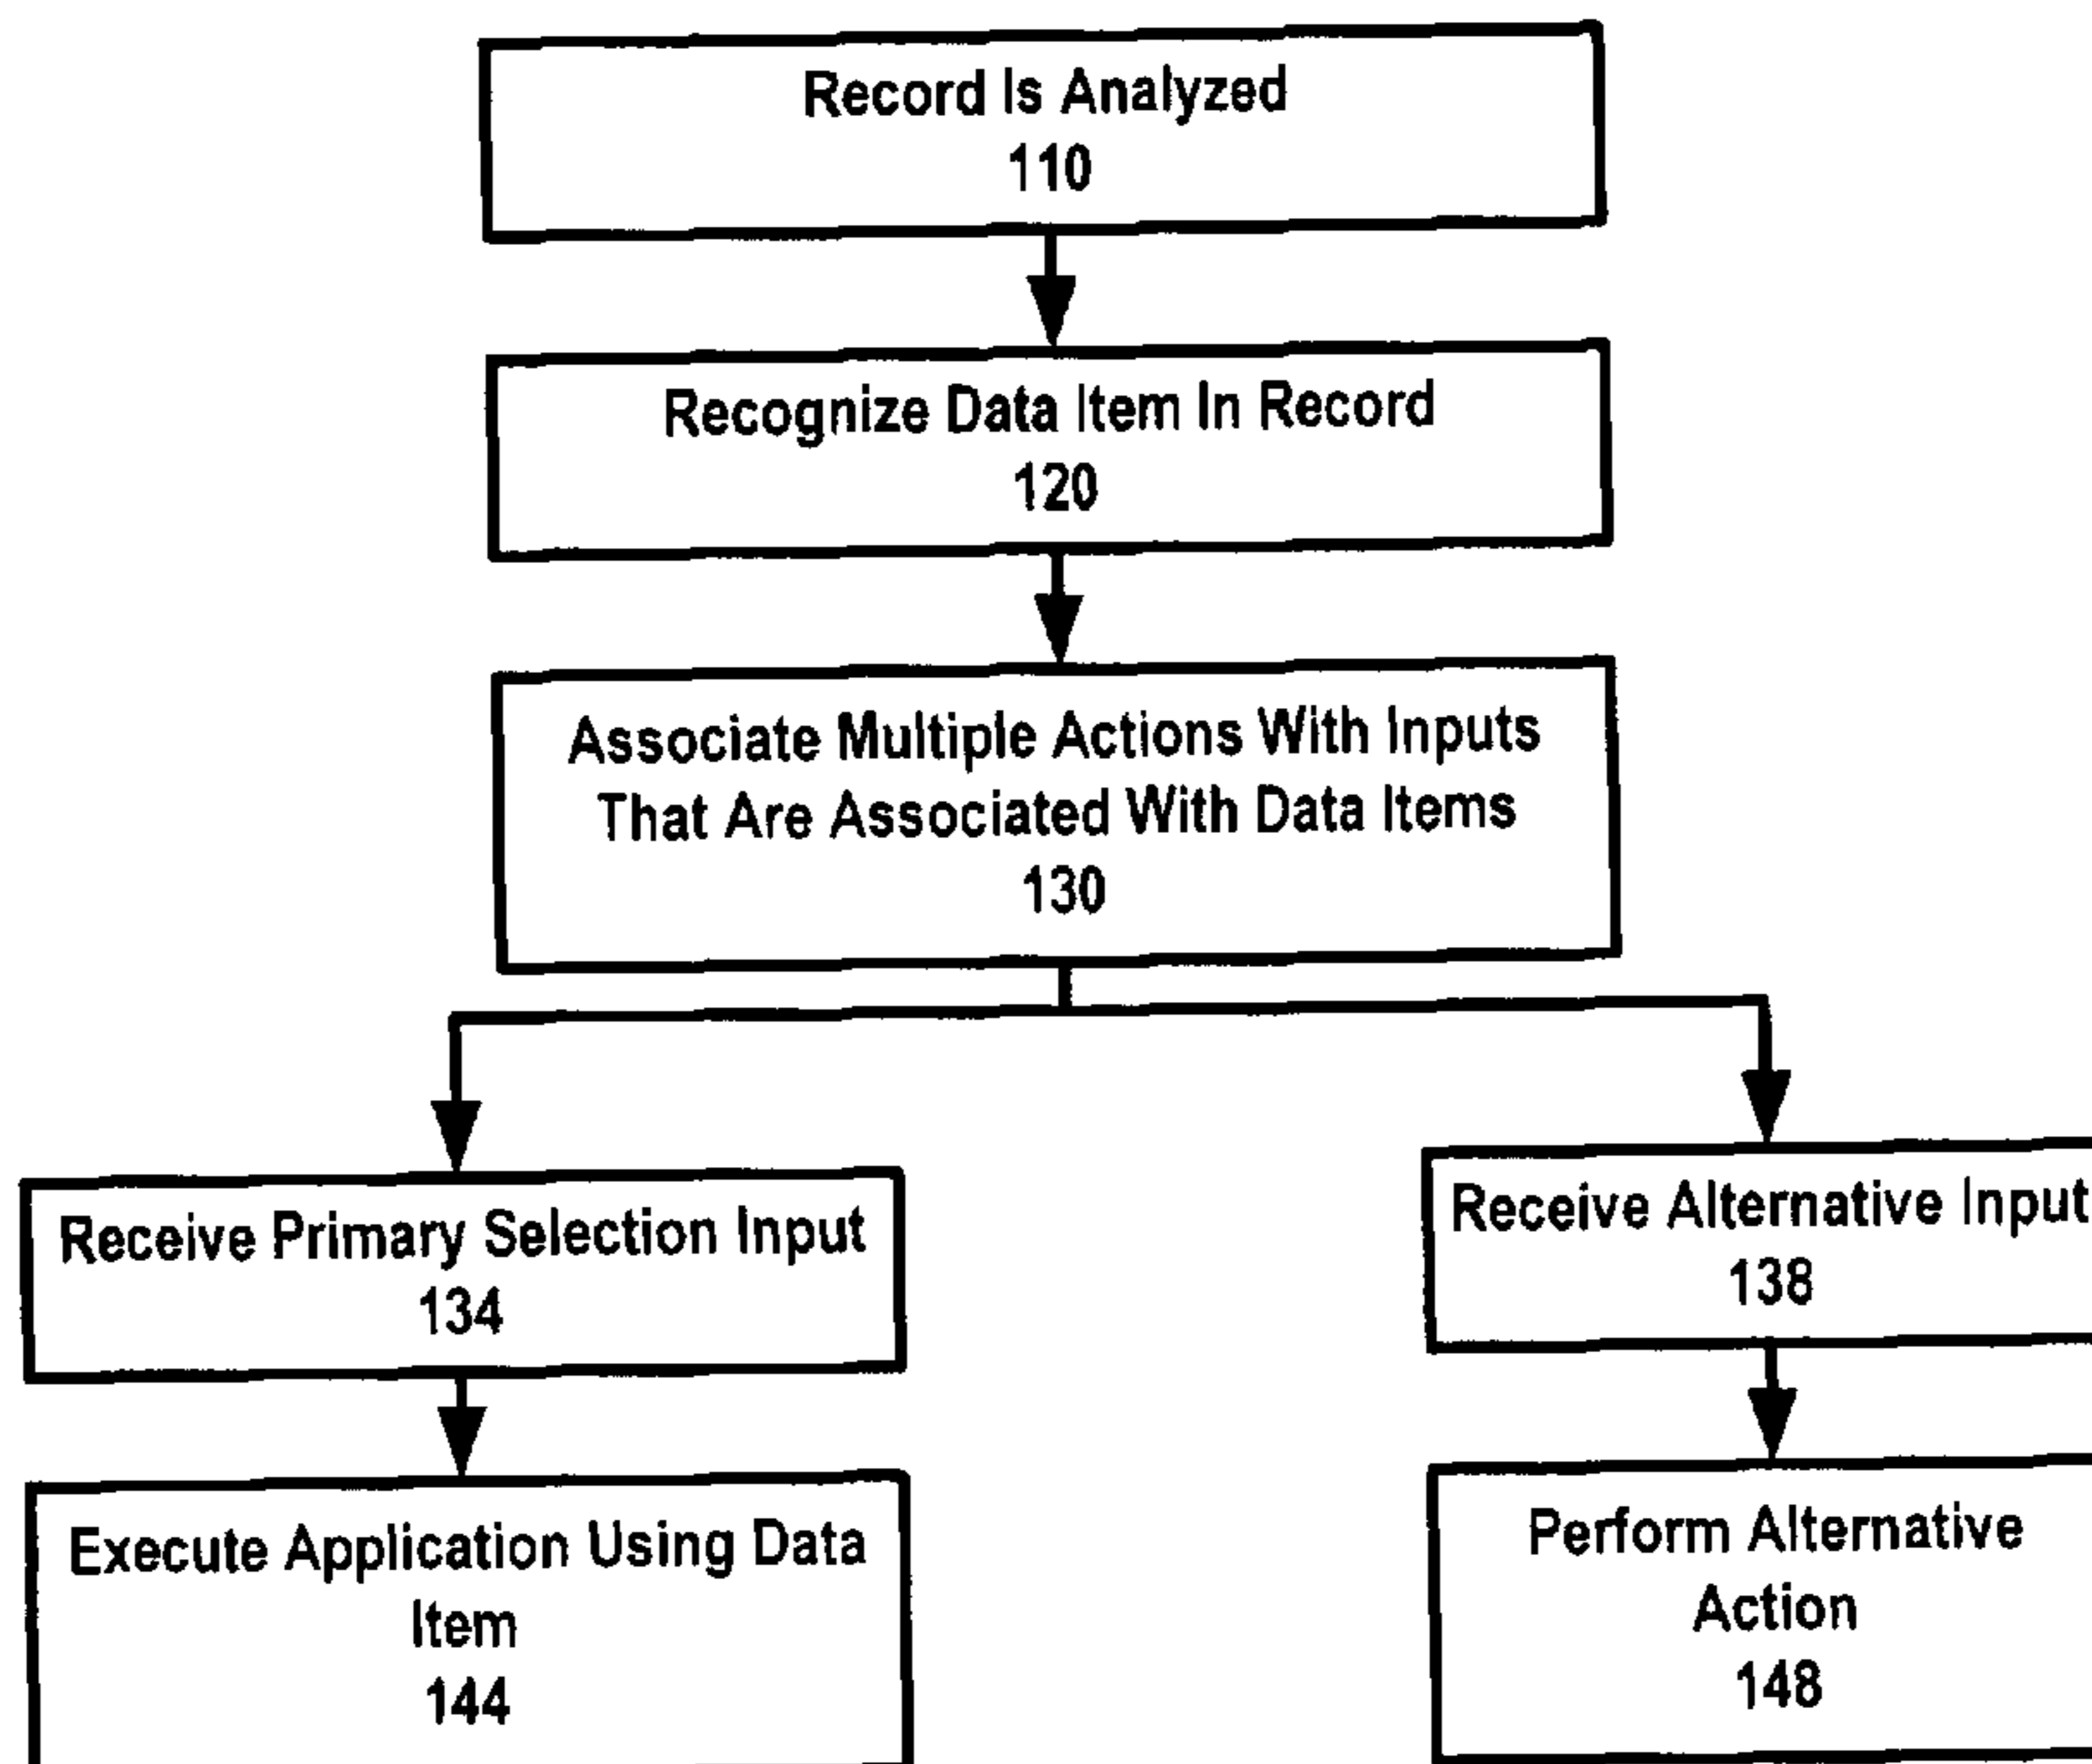 Record Is Analyzed
110
Recognize Data Item In Record
120
Associate Multiple Actions With Inputs
That Are Associated With Data Items
130
Receive Primary Selection Input
134
Receive Alternative Input
138
Execute Application Using Data
Item
144
Perform Alternative
Action
148